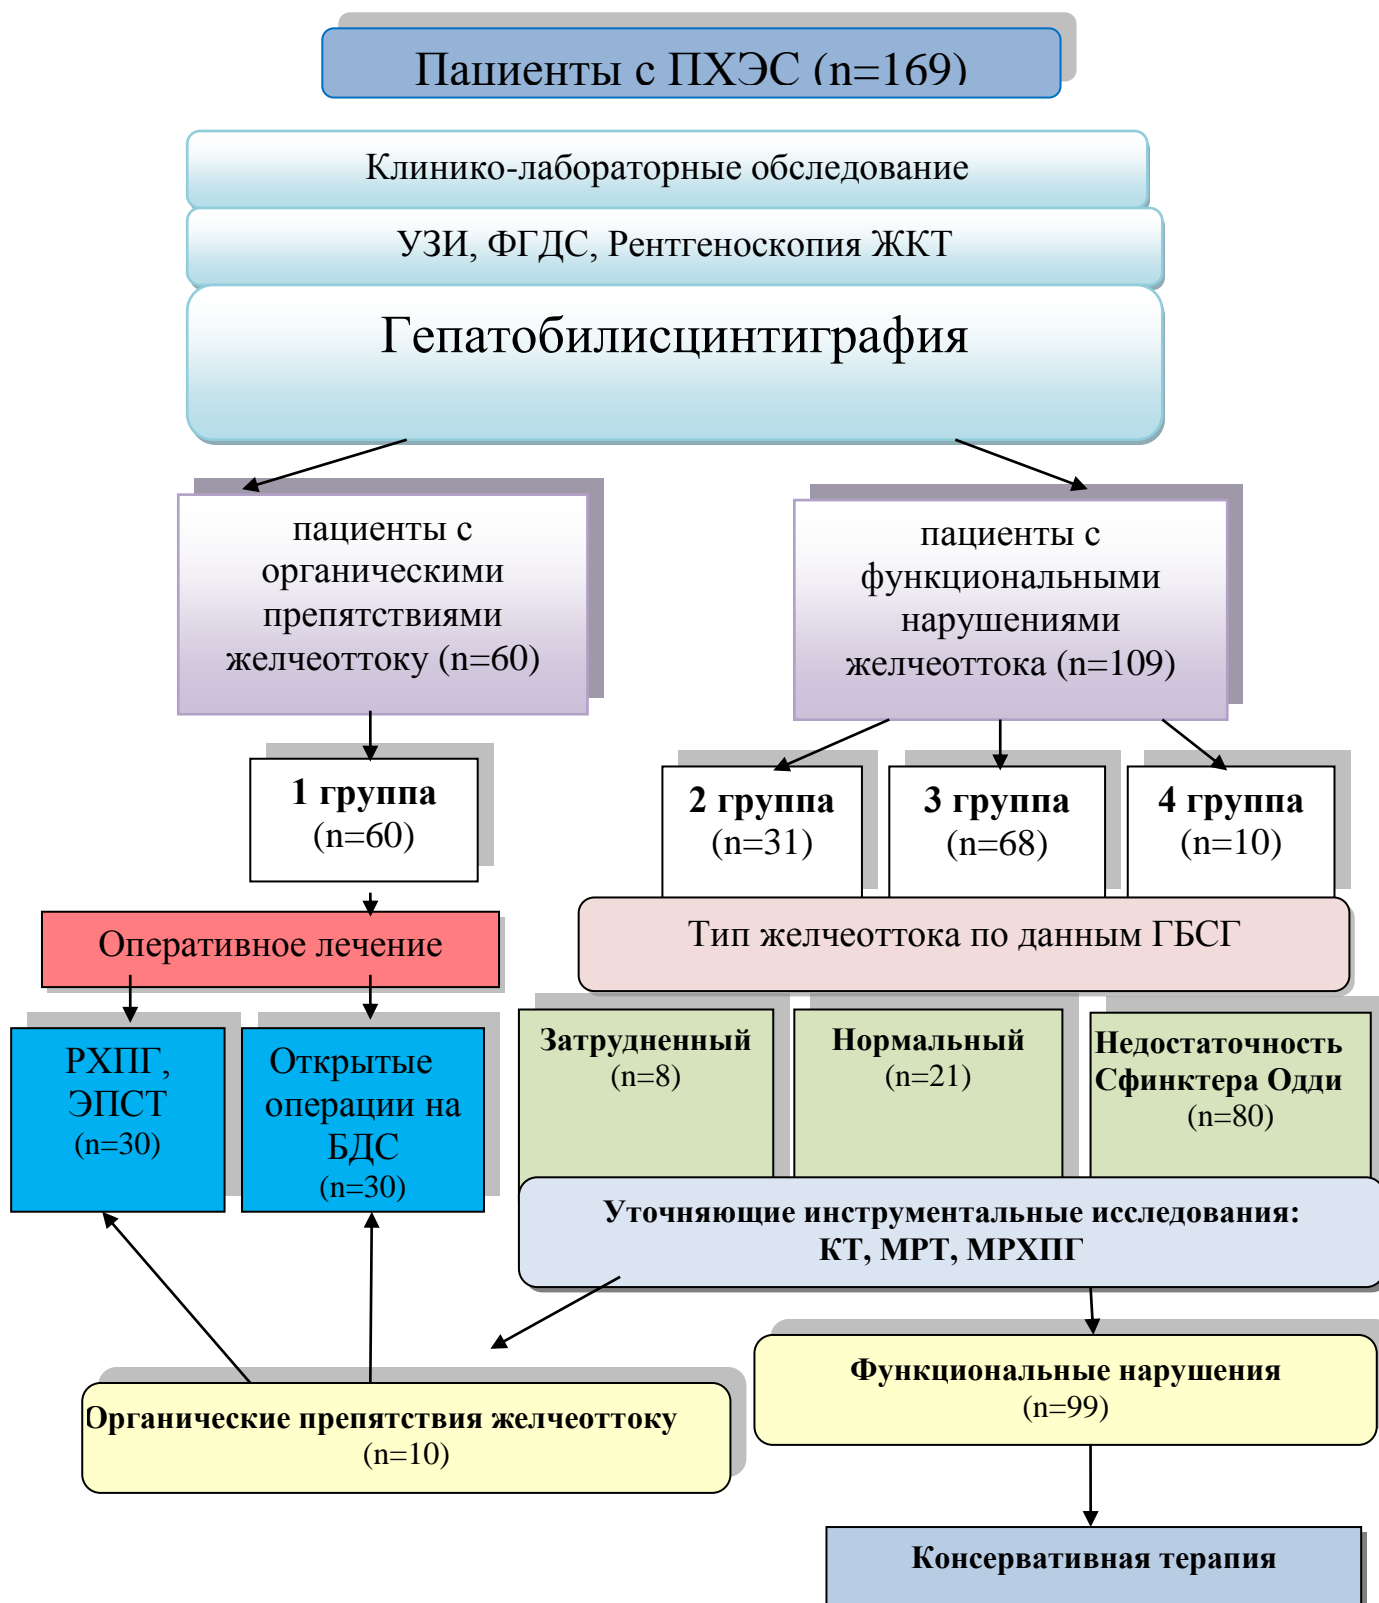 Пациенты с ПХЭС (n=169)
Клинико-лабораторные обследование
УЗИ, ФГДС, Рентгеноскопия ЖКТ
Гепатобилисцинтиграфия
пациенты с
органическими
препятствиями
желчеоттоку (n=60)
пациенты с
функциональными
нарушениями
желчеоттока (n=109)
1 группа
(n=60)
2 группа
(n=31)
3 группа
(n=68)
4 группа
(n=10)
Оперативное лечение
Тип желчеоттока по данным ГБСГ
РХПГ,
ЭПСТ
(n=30)
Открытые
операции на
БДС
(n=30)
Затрудненный
(n=8)
Нормальный
(n=21)
Недостаточность
Сфинктера Одди
(n=80)
Уточняющие инструментальные исследования:
КТ, МРТ, МРХПГ
Органические препятствия желчеоттоку
(n=10)
Функциональные нарушения
(n=99)
Консервативная терапия